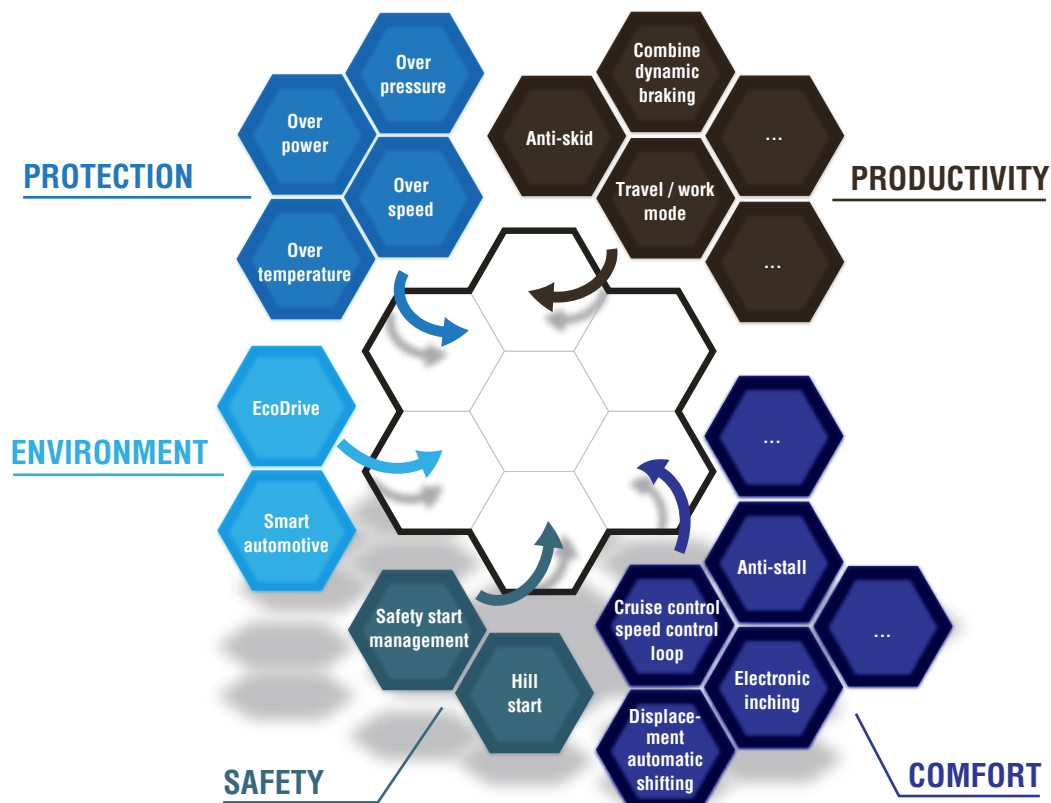 PROTECTION
Over
pressure
Over
power
Over
speed
Over
temperature
PRODUCTIVITY
Combine
dynamic
braking
Anti-skid
...
Travel / work
mode
...
ENVIRONMENT
EcoDrive
Smart
automotive
SAFETY
Safety start
management
Hill
start
COMFORT
...
Anti-stall
Cruise control
speed control
loop
...
Electronic
inching
Displace-
ment
automatic
shifting